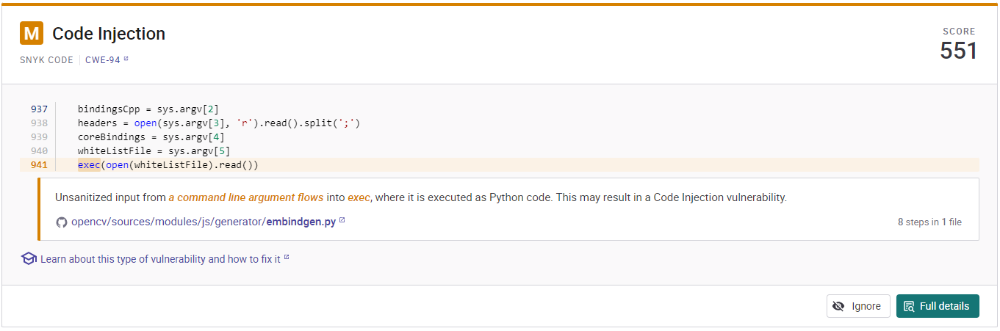 M Code Injection
SCORE
551
SNYK CODE CWE-94
937 bindingsCpp = sys.argv[2]
938 headers = open(sys.argv[3], 'r').read().split(';')
939 coreBindings = sys.argv[4]
940 whiteListFile = sys.argv[5]
941 exec(open(whiteListFile).read())
Unsanitized input from a command line argument flows into exec, where it is executed as Python code. This may result in a Code Injection vulnerability.
opencv/sources/modules/js/generator/embindgen.py
8 steps in 1 file
Learn about this type of vulnerability and how to fix it
Ignore
Full details